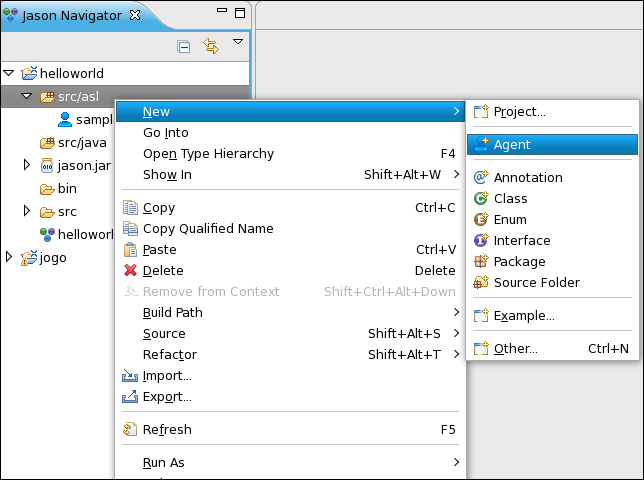 Jason Navigator
helloworld
src/asl
sampl
src/java
jason.jar
bin
src
helloworld
jogo
New
Go Into
Open Type Hierarchy F4
Show In Shift+Alt+W
Copy Ctrl+C
Copy Qualified Name
Paste Ctrl+V
Delete Delete
Remove from Context Shift+Ctrl+Alt+Down
Build Path
Source Shift+Alt+S
Refactor Shift+Alt+T
Import...
Export...
Refresh F5
Run As
Project...
Agent
Annotation
Class
Enum
Interface
Package
Source Folder
Example...
Other... Ctrl+N